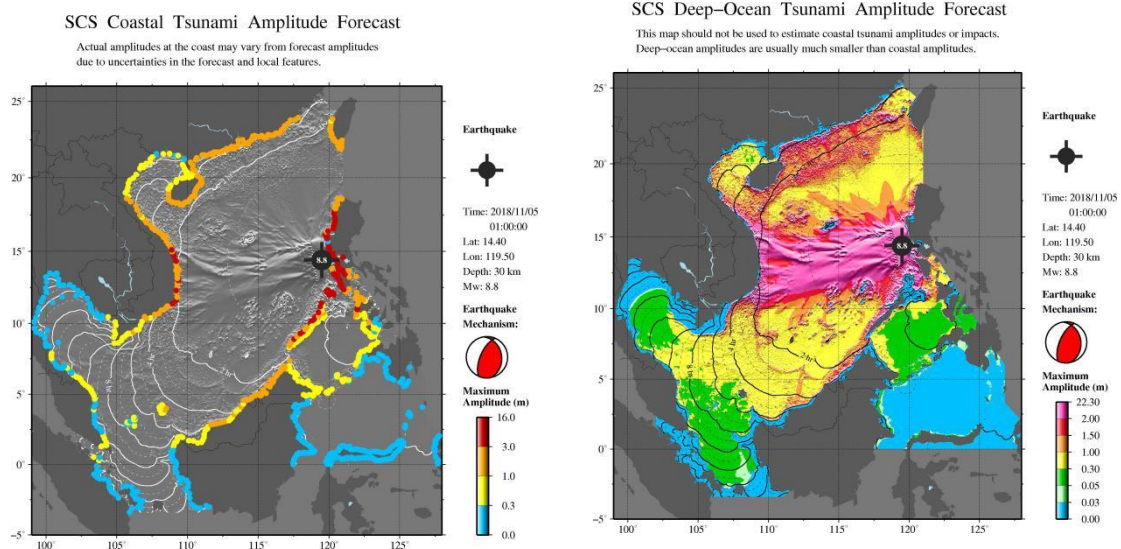 SCS Coastal Tsunami Amplitude Forecast
Actual amplitudes at the coast may vary from forecast amplitudes
due to uncertainties in the forecast and local features.
25°
20°
15°
10°
5°
0°
−5°
100°
105°
110°
115°
120°
125°
8.8
2 hr
8 hr
Earthquake
Time: 2018/11/05
01:00:00
Lat: 14.40
Lon: 119.50
Depth: 30 km
Mw: 8.8
Earthquake
Mechanism:
Maximum
Amplitude (m)
16.0
3.0
1.0
0.3
0.0
SCS Deep−Ocean Tsunami Amplitude Forecast
This map should not be used to estimate coastal tsunami amplitudes or impacts.
Deep−ocean amplitudes are usually much smaller than coastal amplitudes.
25°
20°
15°
10°
5°
0°
−5°
100°
105°
110°
115°
120°
125°
8.8
2 hr
Earthquake
Time: 2018/11/05
01:00:00
Lat: 14.40
Lon: 119.50
Depth: 30 km
Mw: 8.8
Earthquake
Mechanism:
Maximum
Amplitude (m)
22.30
2.00
1.50
1.00
0.30
0.05
0.03
0.00